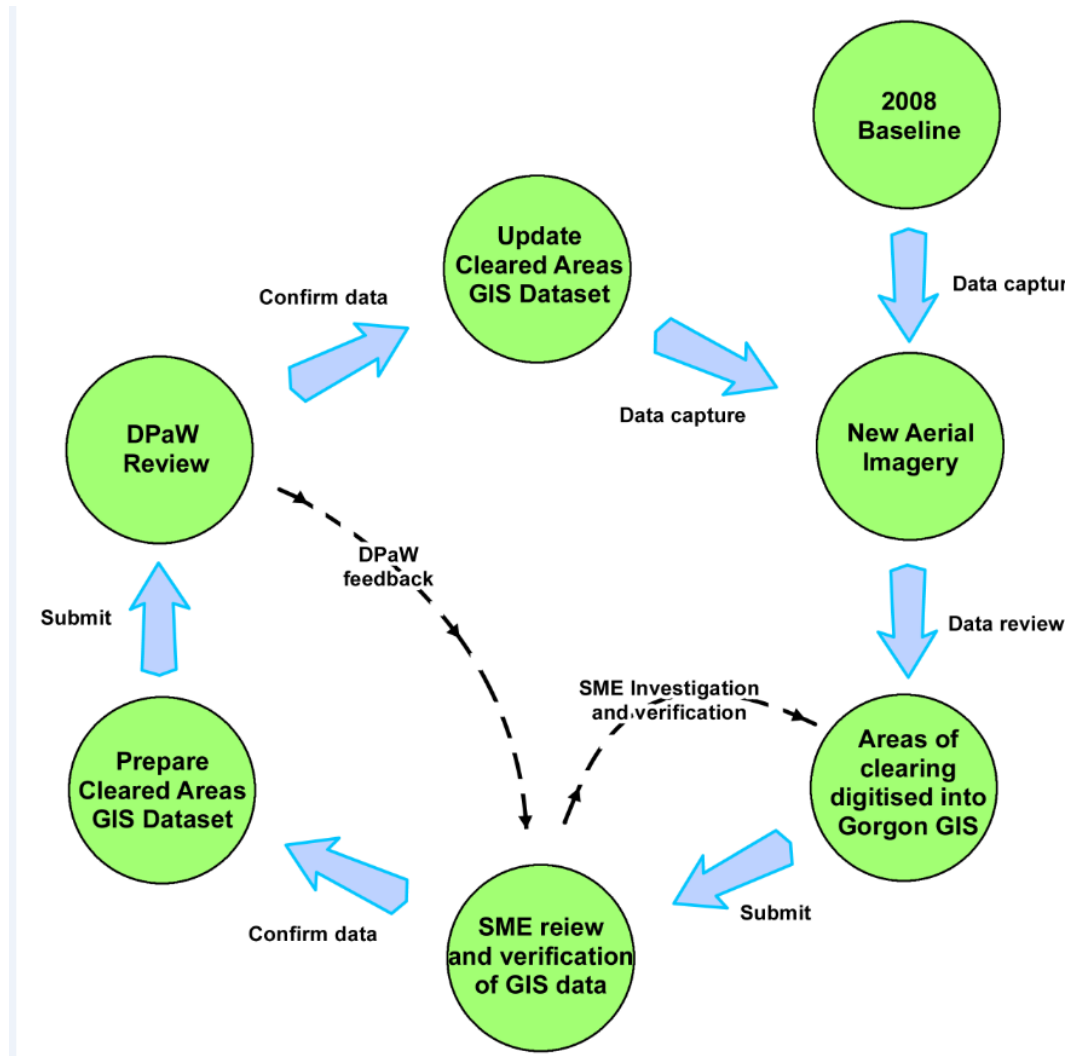 2008
Baseline
Data captur
Update
Cleared Areas
GIS Dataset
Confirm data
Data capture
New Aerial
Imagery
DPaW
Review
DPaW
feedback
Submit
Data review
SME Investigation
and verification
Areas of
clearing
digitised into
Gorgon GIS
Prepare
Cleared Areas
GIS Dataset
Submit
Confirm data
SME reiew
and verification
of GIS data